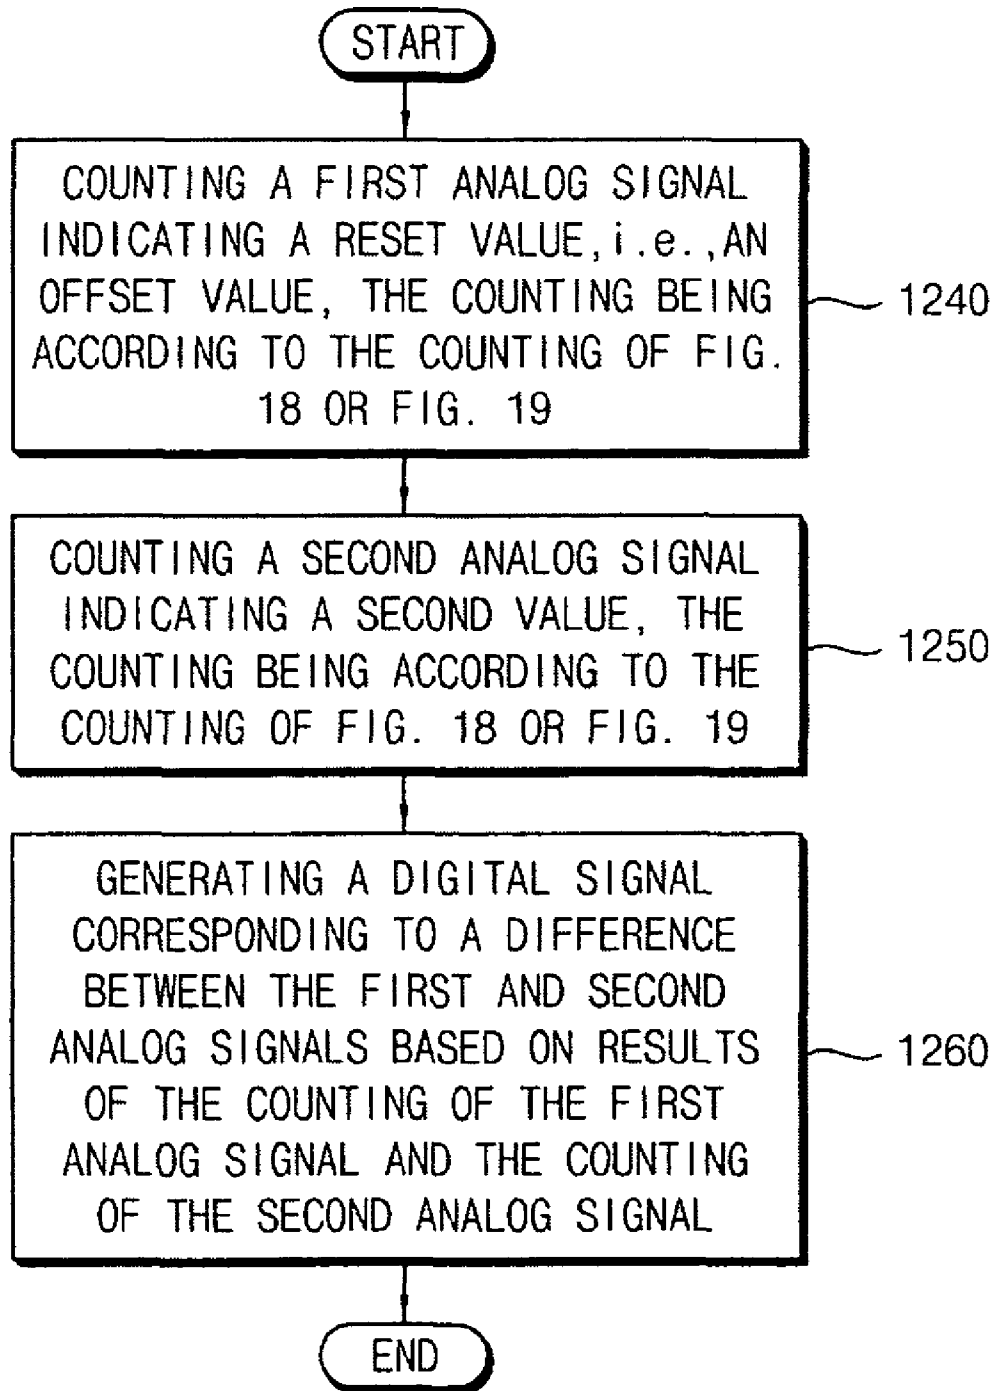 START
COUNTING A FIRST ANALOG SIGNAL
INDICATING A RESET VALUE, i.e., AN
OFFSET VALUE, THE COUNTING BEING
ACCORDING TO THE COUNTING OF FIG.
18 OR FIG. 19
1240
COUNTING A SECOND ANALOG SIGNAL
INDICATING A SECOND VALUE, THE
COUNTING BEING ACCORDING TO THE
COUNTING OF FIG. 18 OR FIG. 19
1250
GENERATING A DIGITAL SIGNAL
CORRESPONDING TO A DIFFERENCE
BETWEEN THE FIRST AND SECOND
ANALOG SIGNALS BASED ON RESULTS
OF THE COUNTING OF THE FIRST
ANALOG SIGNAL AND THE COUNTING
OF THE SECOND ANALOG SIGNAL
1260
END